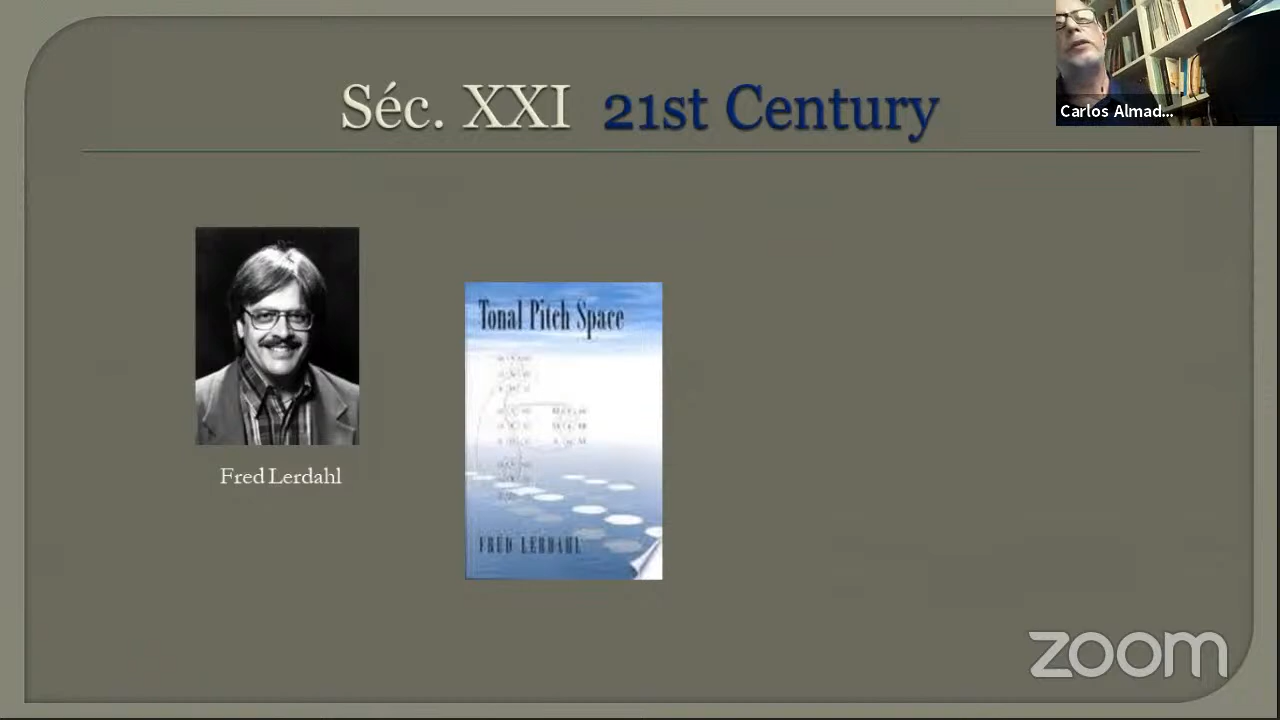 Séc. XXI 21st Century
Carlos Almad...
Tonal Pitch Space
FRED LERDAHL
Fred Lerdahl
zoom